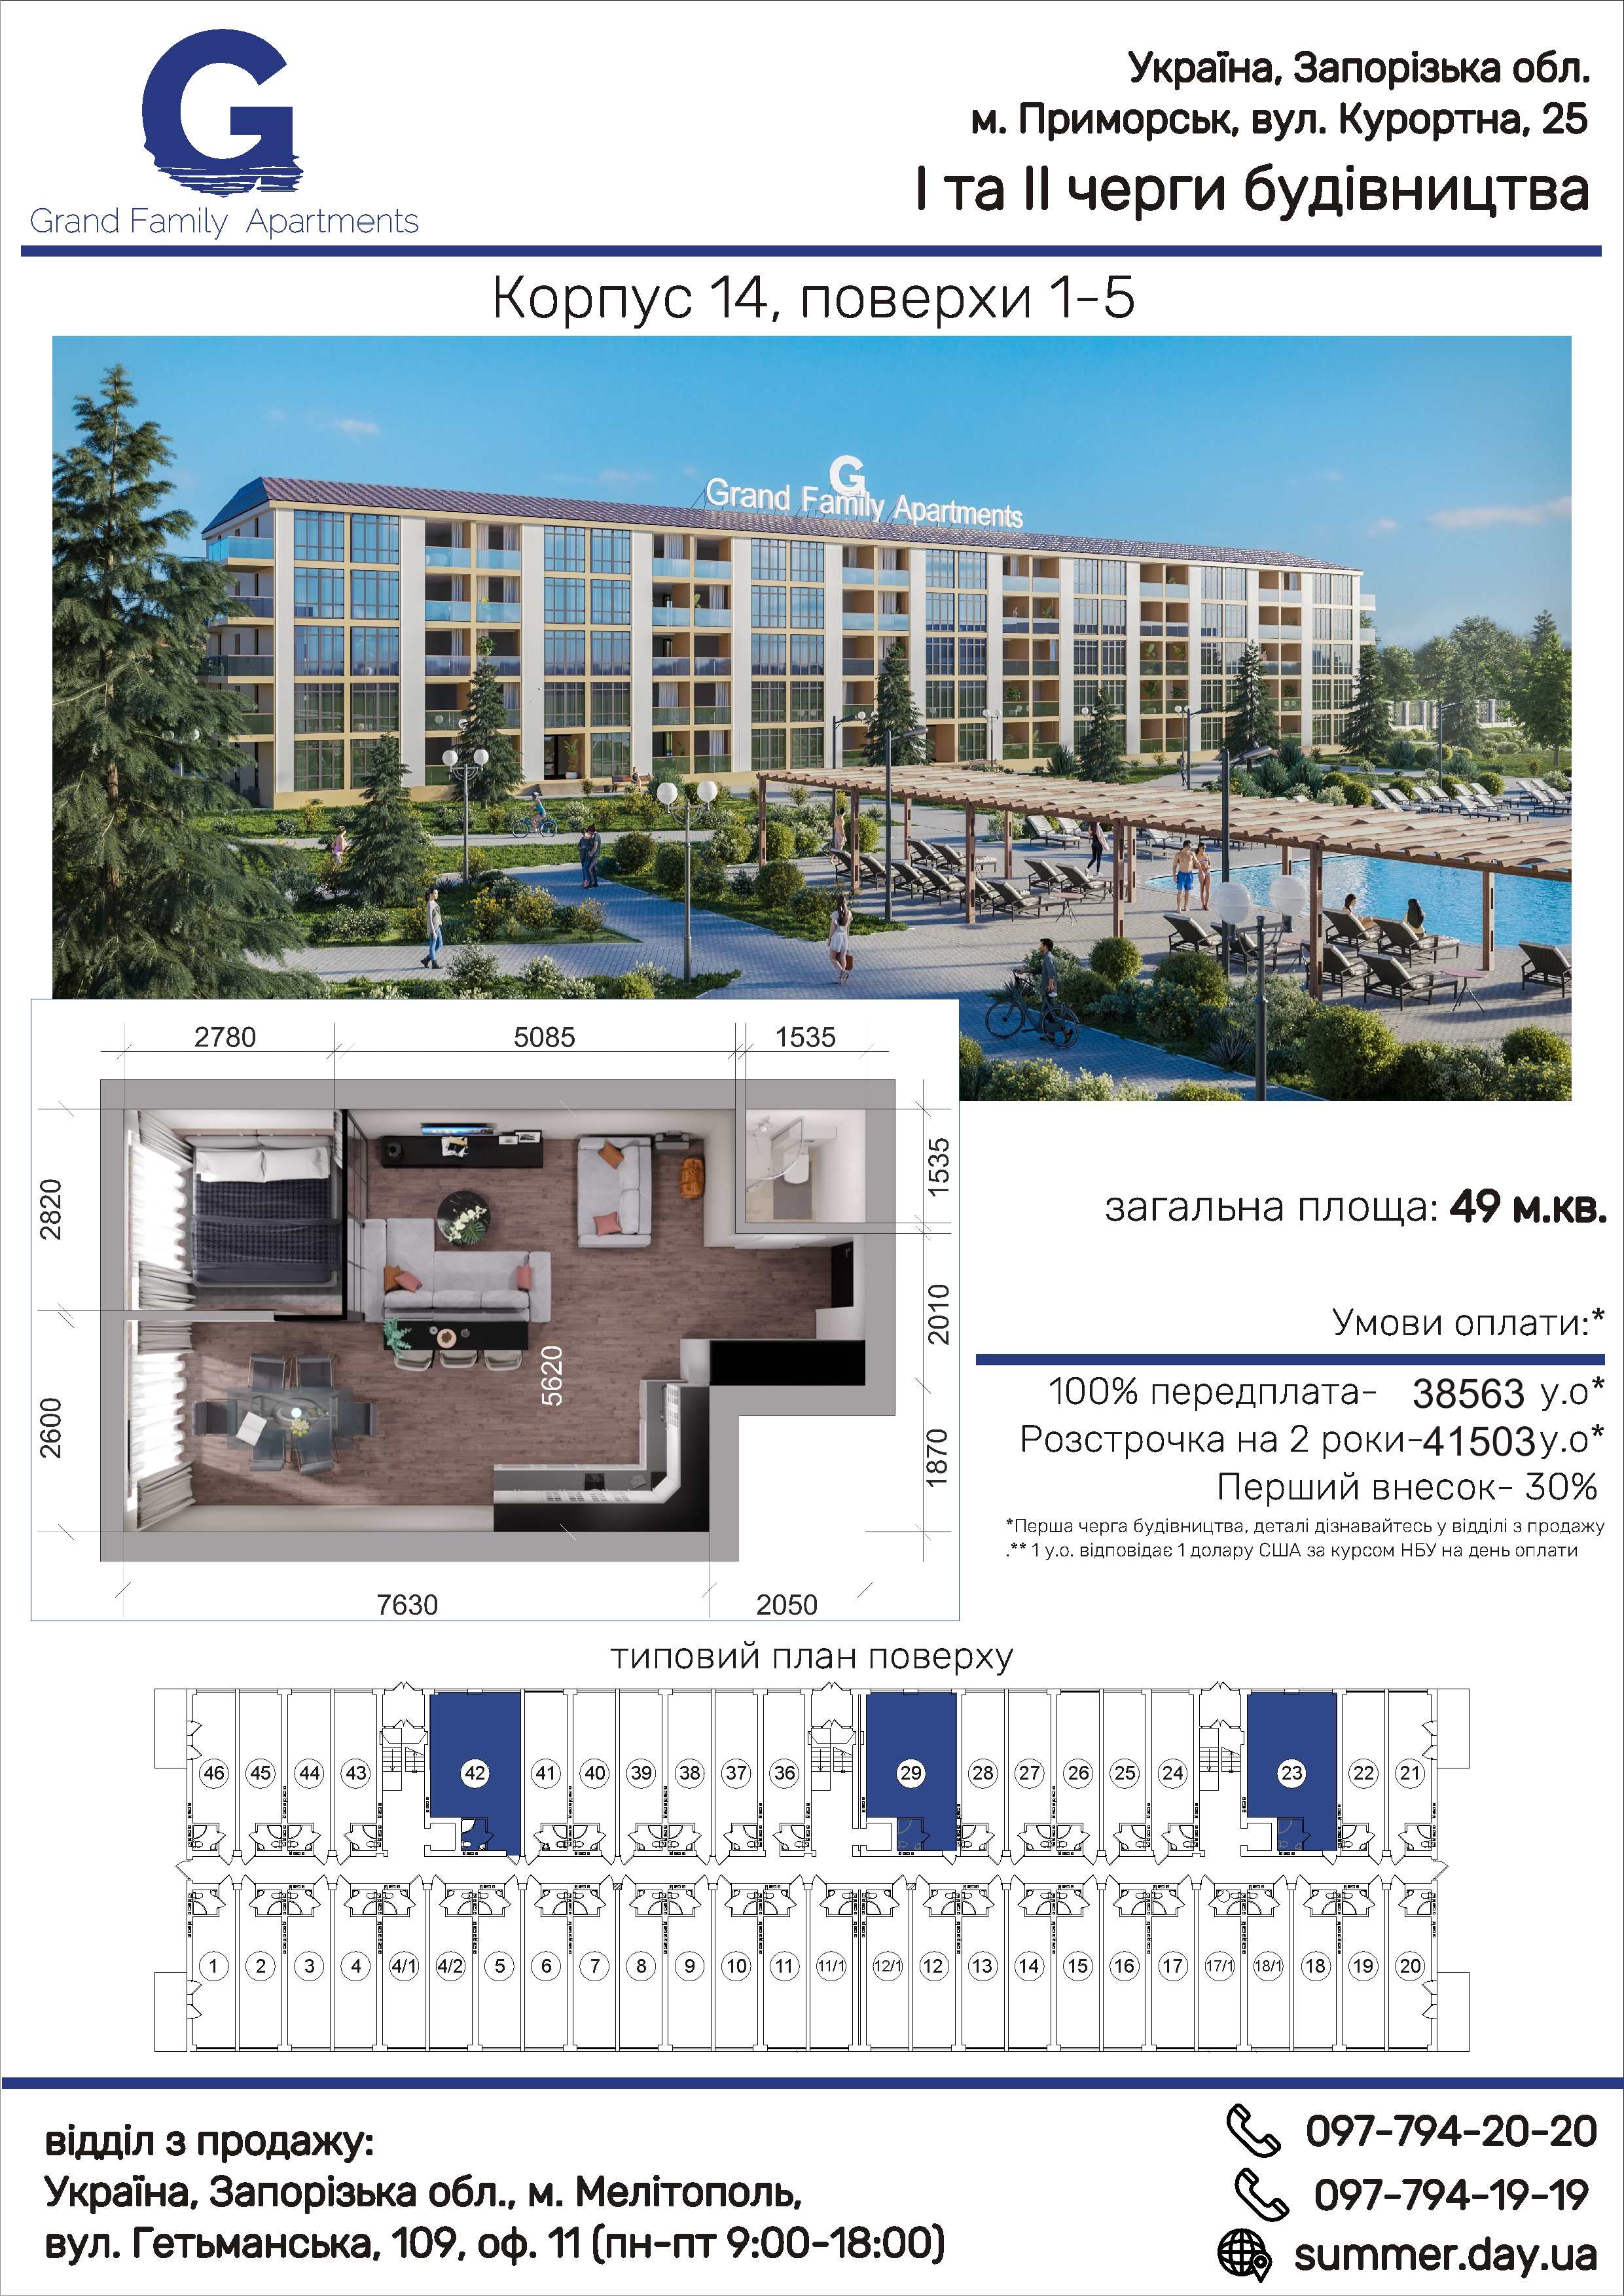 G
Grand Family Apartments
Україна, Запорізька обл.
м. Приморськ, вул. Курортна, 25
І та ІІ черги будівництва
Корпус 14, поверхи 1-5
G
Grand Family Apartments
2780 5085 1535
2820
2600
5620
1535
2010
1870
7630 2050
загальна площа: 49 м.кв.
Умови оплати:*
100% передплата- 38563 у.о*
Розстрочка на 2 роки-41503у.о*
Перший внесок- 30%
*Перша черга будівництва, деталі дізнавайтесь у відділі з продажу
.** 1 у.о. відповідає 1 долару США за курсом НБУ на день оплати
типовий план поверху
46 45 44 43 42 41 40 39 38 37 36 29 28 27 26 25 24 23 22 21
1 2 3 4 4/1 4/2 5 6 7 8 9 10 11 11/1 12/1 12 13 14 15 16 17 17/1 18/1 18 19 20
відділ з продажу:
Україна, Запорізька обл., м. Мелітополь,
вул. Гетьманська, 109, оф. 11 (пн-пт 9:00-18:00)
097-794-20-20
097-794-19-19
summer.day.ua